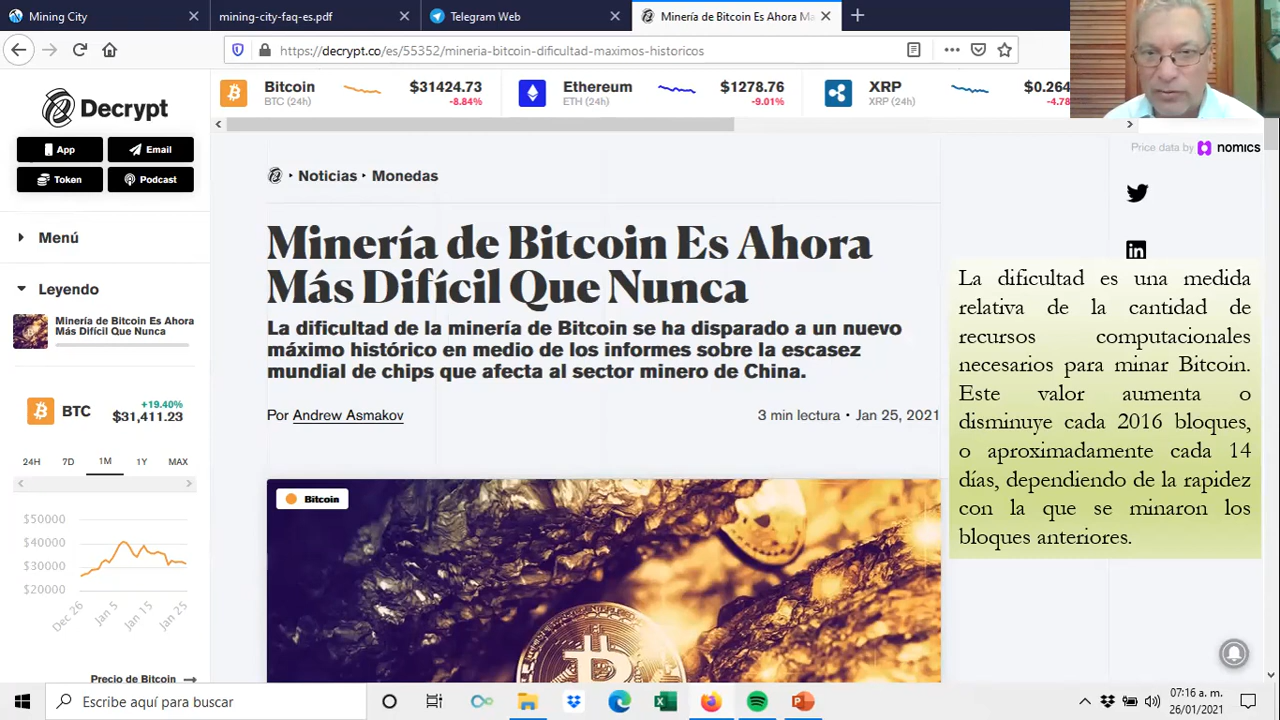 Mining City
mining-city-faq-es.pdf
Telegram Web
Minería de Bitcoin Es Ahora Má
https://decrypt.co/es/55352/mineria-bitcoin-dificultad-maximos-historicos
Decrypt
App
Email
Token
Podcast
Bitcoin
BTC (24h)
$31424.73
-8.84%
Ethereum
ETH (24h)
$1278.76
-9.01%
XRP
XRP (24h)
$0.264
-4.78
Price data by nomics
Menú
Leyendo
Minería de Bitcoin Es Ahora
Más Difícil Que Nunca
BTC
+19.40%
$31,411.23
24H 7D 1M 1Y MAX
$50000
$40000
$30000
$20000
Dec 26
Jan 5
Jan 15
Jan 25
Precio de Bitcoin
Noticias
Monedas
Minería de Bitcoin Es Ahora
Más Difícil Que Nunca
La dificultad de la minería de Bitcoin se ha disparado a un nuevo
máximo histórico en medio de los informes sobre la escasez
mundial de chips que afecta al sector minero de China.
Por Andrew Asmakov
3 min lectura • Jan 25, 2021
Bitcoin
La dificultad es una medida
relativa de la cantidad de
recursos computacionales
necesarios para minar Bitcoin.
Este valor aumenta o
disminuye cada 2016 bloques,
o aproximadamente cada 14
días, dependiendo de la rapidez
con la que se minaron los
bloques anteriores.
Escribe aquí para buscar
07:16 a. m.
26/01/2021